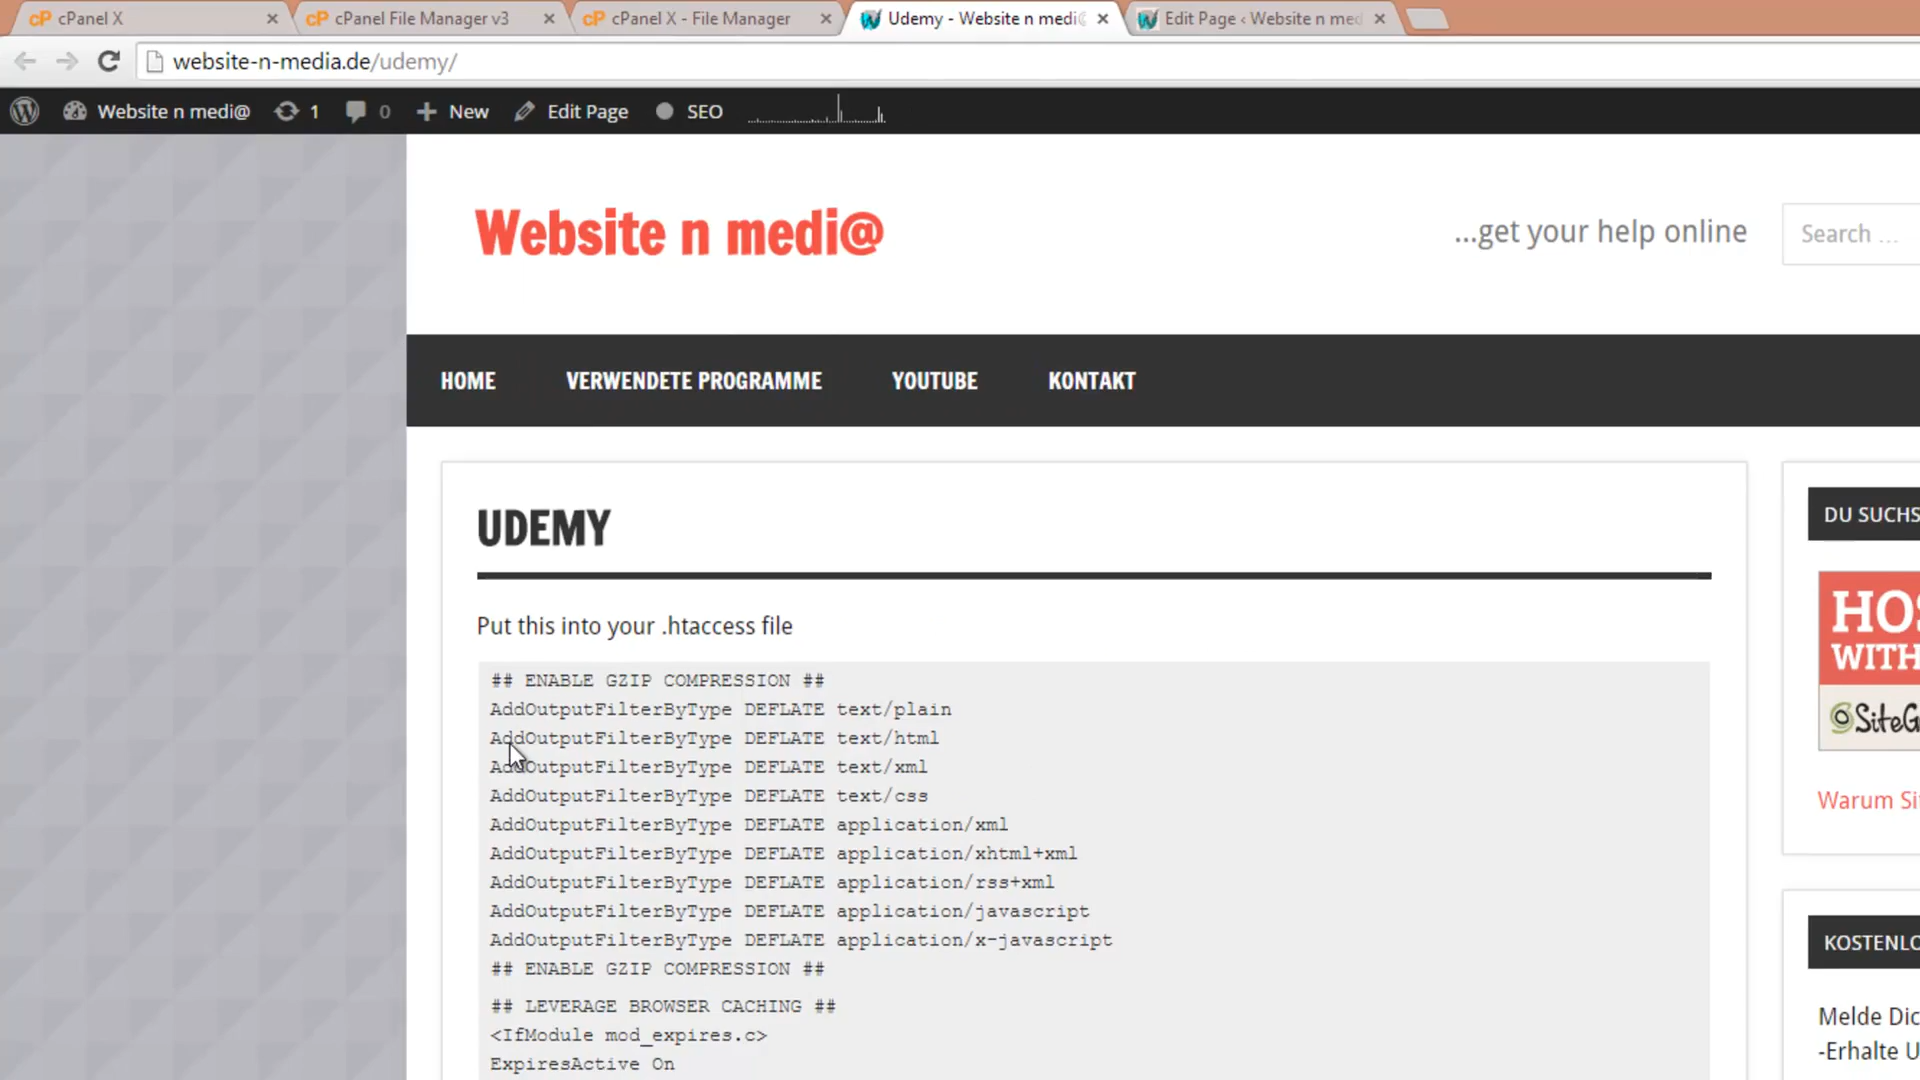 cPanel X
cPanel File Manager v3
cPanel X - File Manager
Udemy - Website n medi@
Edit Page ‹ Website n med
website-n-media.de/udemy/
Website n medi@
1
0
New
Edit Page
SEO
Website n medi@
...get your help online
Search ...
HOME
VERWENDETE PROGRAMME
YOUTUBE
KONTAKT
UDEMY
Put this into your .htaccess file
## ENABLE GZIP COMPRESSION ##
AddOutputFilterByType DEFLATE text/plain
AddOutputFilterByType DEFLATE text/html
AddOutputFilterByType DEFLATE text/xml
AddOutputFilterByType DEFLATE text/css
AddOutputFilterByType DEFLATE application/xml
AddOutputFilterByType DEFLATE application/xhtml+xml
AddOutputFilterByType DEFLATE application/rss+xml
AddOutputFilterByType DEFLATE application/javascript
AddOutputFilterByType DEFLATE application/x-javascript
## ENABLE GZIP COMPRESSION ##
## LEVERAGE BROWSER CACHING ##
<IfModule mod_expires.c>
ExpiresActive On
DU SUCHS
HOS
WITH
SiteG
Warum Si
KOSTENLO
Melde Dic
-Erhalte U